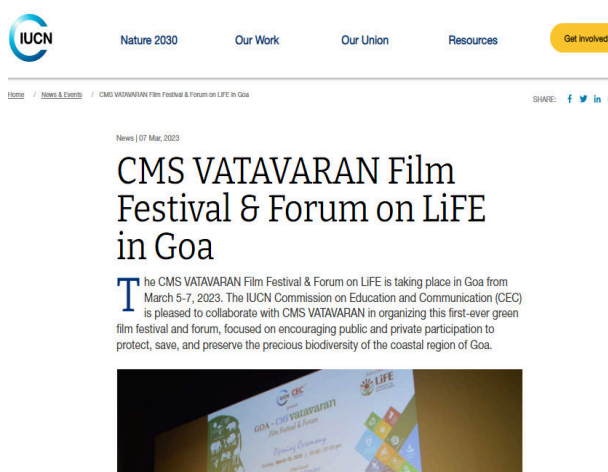 IUCN
Nature 2030
Our Work
Our Union
Resources
Get involved
Home / News & Events / CMS VATAVARAN Film Festival & Forum on LiFE in Goa
SHARE:
News | 07 Mar, 2023
CMS VATAVARAN Film
Festival & Forum on LiFE
in Goa
The CMS VATAVARAN Film Festival & Forum on LiFE is taking place in Goa from
March 5-7, 2023. The IUCN Commission on Education and Communication (CEC)
is pleased to collaborate with CMS VATAVARAN in organizing this first-ever green
film festival and forum, focused on encouraging public and private participation to
protect, save, and preserve the precious biodiversity of the coastal region of Goa.
IUCN CEC
LiFE
GOA - CMS vatavaran
Film Festival & Forum
Opening Ceremony